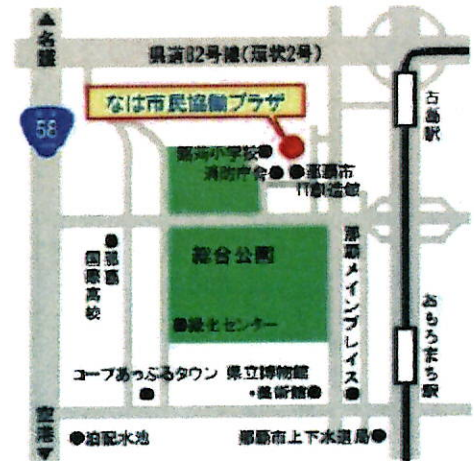 ▲名護
県道82号線(環状2号)
58
なは市民協働プラザ
古島駅
銘苅小学校●
消防庁舎● ●那覇市
IT創造館
●那覇
国際高校
総合公園
那覇メインプレイス●
●緑化センター
おもろまち駅
コープあっぷるタウン
県立博物館
・美術館●
空港▼
●泊配水池
那覇市上下水道局●